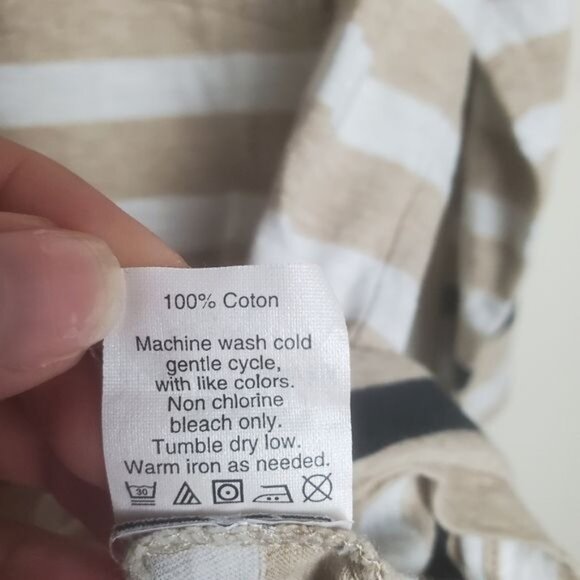 100% Coton
Machine wash cold
gentle cycle,
with like colors.
Non chlorine
bleach only.
Tumble dry low.
Warm iron as needed.
30